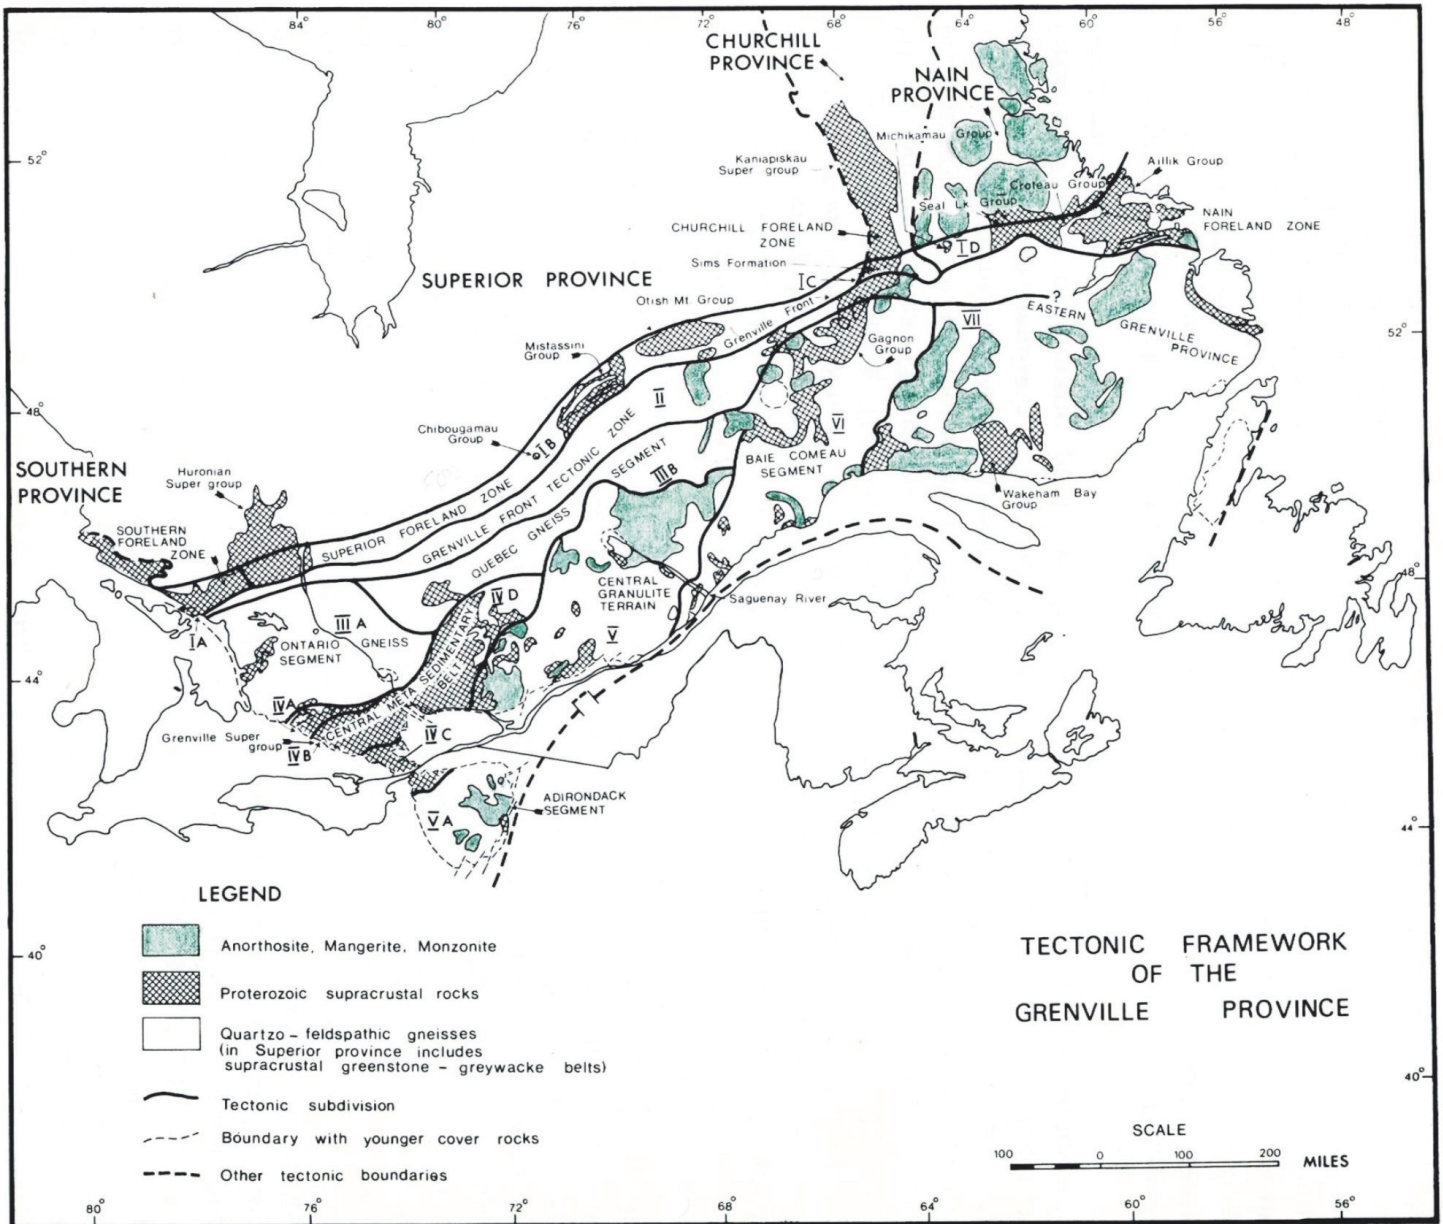 84°
80°
76°
72°
68°
64°
60°
56°
48°
CHURCHILL
PROVINCE
NAIN
PROVINCE
Michikamau Group
52°
Kaniapiskau
Super group
Aillik Group
Croteau Group
Seal Lk Group
NAIN
FORELAND ZONE
CHURCHILL FORELAND
ZONE
I D
Sims Formation
SUPERIOR PROVINCE
I C
Otish Mt. Group
Grenville Front
?
EASTERN
GRENVILLE
PROVINCE
52°
VII
Mistassini
Group
Gagnon
Group
II
48°
Chibougamau
Group
I B
VI
BAIE COMEAU
SEGMENT
SOUTHERN
PROVINCE
Huronian
Super group
III B
Wakeham Bay
Group
SOUTHERN
FORELAND
ZONE
SUPERIOR FORELAND ZONE
GRENVILLE FRONT TECTONIC ZONE
QUEBEC GNEISS SEGMENT
48°
CENTRAL
GRANULITE
TERRAIN
Saguenay River
IV D
I A
III A
ONTARIO GNEISS
SEGMENT
V
44°
CENTRAL META SEDIMENTARY
BELT
IV A
Grenville Super
group
IV B
IV C
ADIRONDACK
SEGMENT
V A
44°
LEGEND
Anorthosite, Mangerite, Monzonite
Proterozoic supracrustal rocks
Quartzo – feldspathic gneisses
(in Superior province includes
supracrustal greenstone – greywacke belts)
Tectonic subdivision
Boundary with younger cover rocks
Other tectonic boundaries
40°
TECTONIC FRAMEWORK
OF THE
GRENVILLE PROVINCE
40°
SCALE
100 0 100 200
MILES
80°
76°
72°
68°
64°
60°
56°